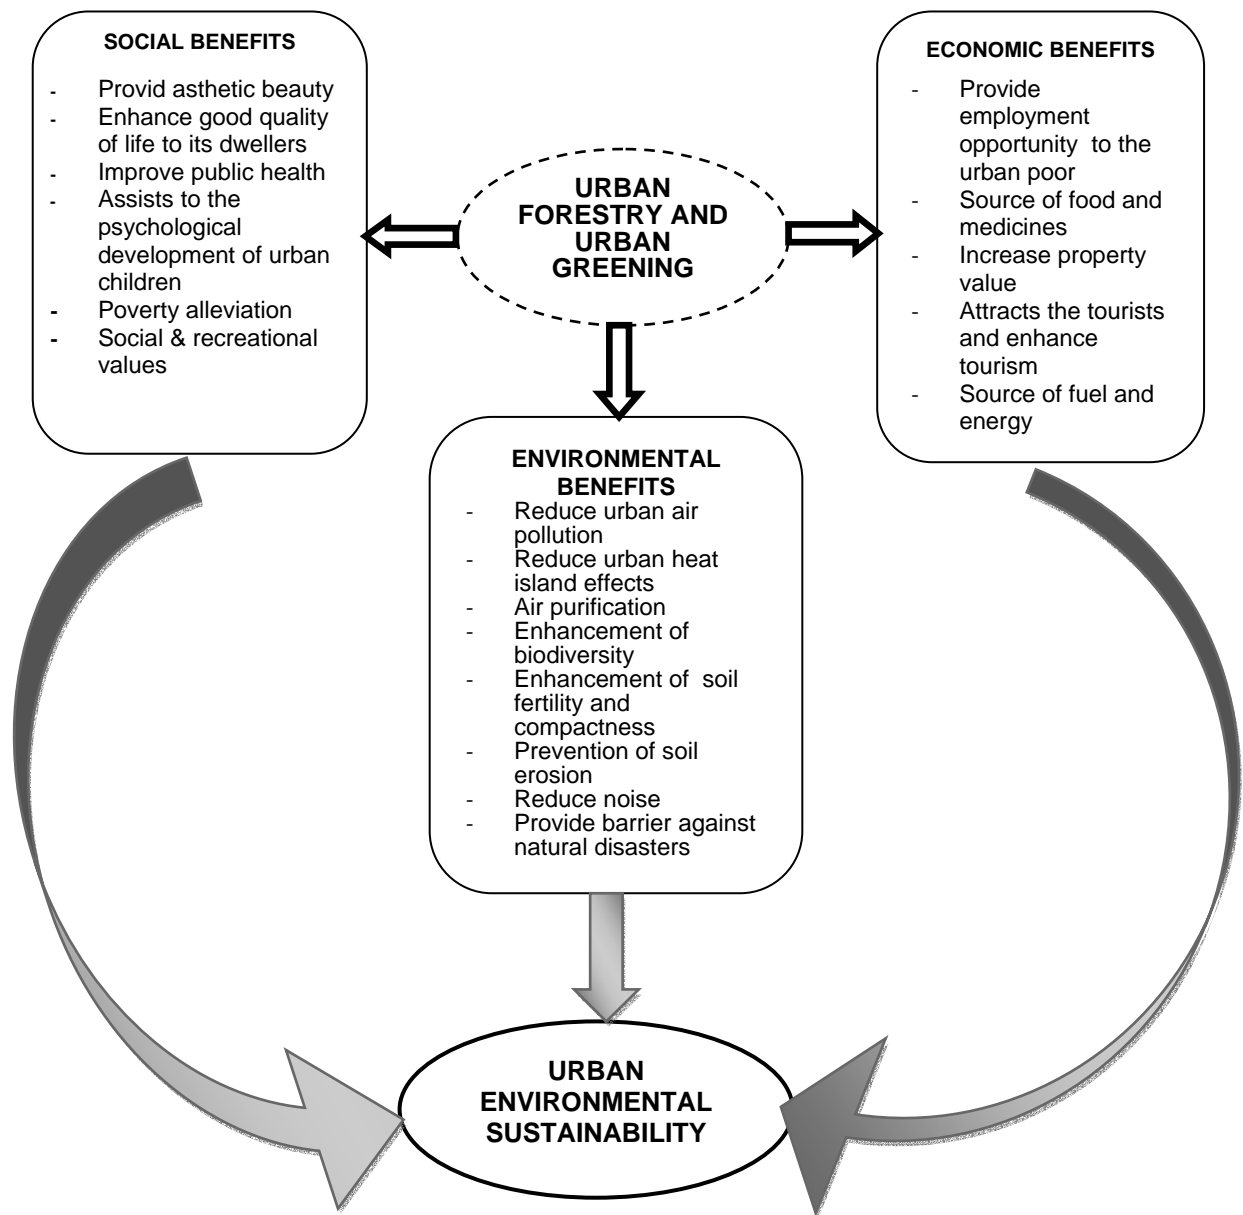 SOCIAL BENEFITS
- Provid asthetic beauty
- Enhance good quality
of life to its dwellers
- Improve public health
- Assists to the
psychological
development of urban
children
- Poverty alleviation
- Social & recreational
values
URBAN
FORESTRY AND
URBAN
GREENING
ECONOMIC BENEFITS
- Provide
employment
opportunity to the
urban poor
- Source of food and
medicines
- Increase property
value
- Attracts the tourists
and enhance
tourism
- Source of fuel and
energy
ENVIRONMENTAL
BENEFITS
- Reduce urban air
pollution
- Reduce urban heat
island effects
- Air purification
- Enhancement of
biodiversity
- Enhancement of soil
fertility and
compactness
- Prevention of soil
erosion
- Reduce noise
- Provide barrier against
natural disasters
URBAN
ENVIRONMENTAL
SUSTAINABILITY